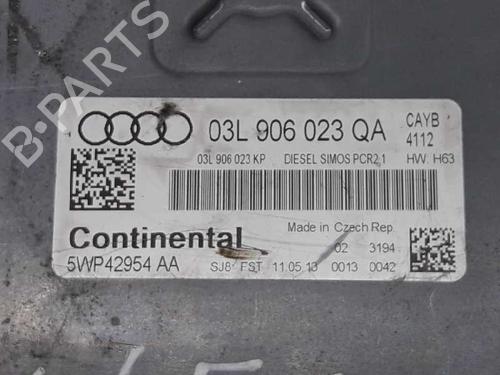 03L 906 023 QA
CAYB
4112
03L 906 023 KP DIESEL SIMOS PCR2.1 HW: H63
Continental
Made in Czech Rep.
02 3194
5WP42954 AA
SJ8 FST 11.05.13 0013 0042
B-PARTS